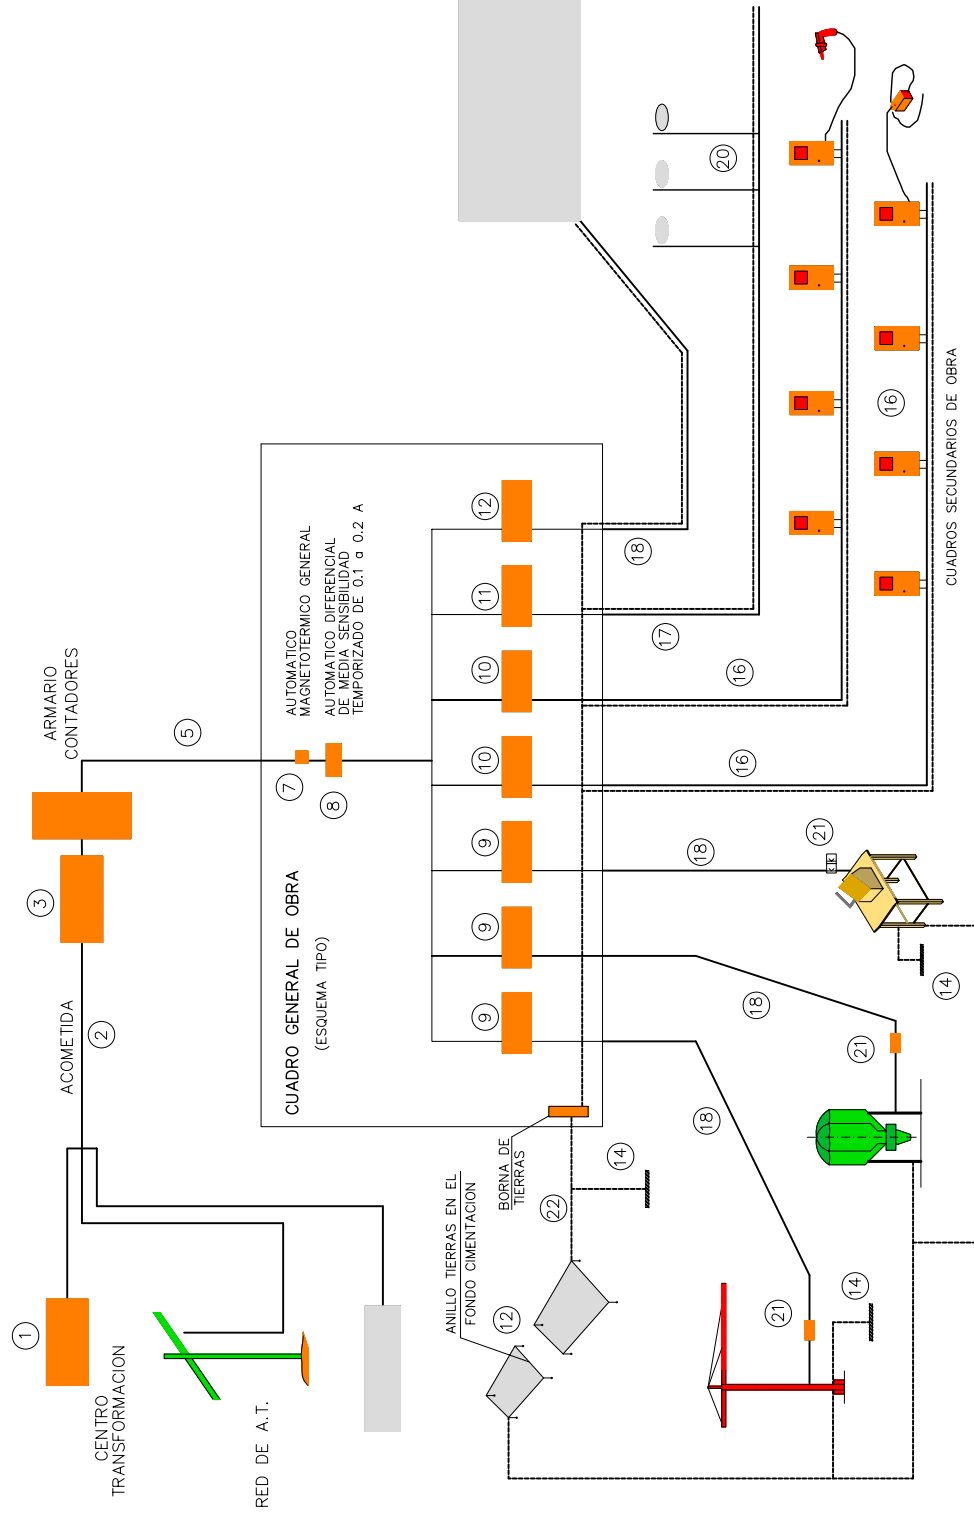 1
CENTRO
TRANSFORMACION
RED DE A.T.
ACOMETIDA
2
3
ARMARIO
CONTADORES
5
CUADRO GENERAL DE OBRA
(ESQUEMA TIPO)
7
AUTOMATICO
MAGNETOTERMICO GENERAL
8
AUTOMATICO DIFERENCIAL
DE MEDIA SENSIBILIDAD
TEMPORIZADO DE 0.1 a 0.2 A
9
9
9
10
10
11
12
BORNA DE
TIERRAS
ANILLO TIERRAS EN EL
FONDO CIMENTACION
12
22
14
18
18
18
16
16
17
18
20
21
14
21
21
14
16
CUADROS SECUNDARIOS DE OBRA